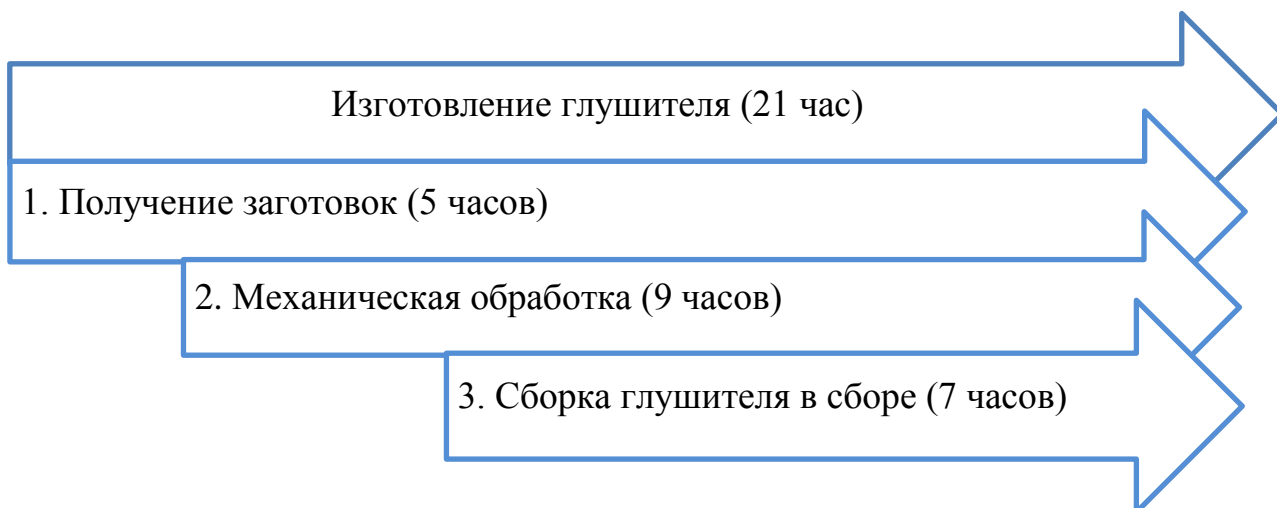 Изготовление глушителя (21 час)
1. Получение заготовок (5 часов)
2. Механическая обработка (9 часов)
3. Сборка глушителя в сборе (7 часов)